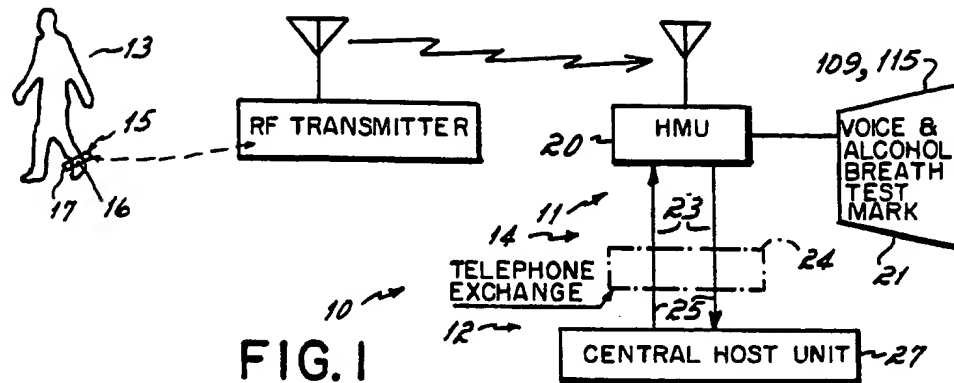 13
15
17
16
RF TRANSMITTER
20
HMU
109, 115
VOICE &
ALCOHOL
BREATH
TEST
MARK
21
11
23
14
24
TELEPHONE
EXCHANGE
10
25
12
FIG. 1
CENTRAL HOST UNIT
27